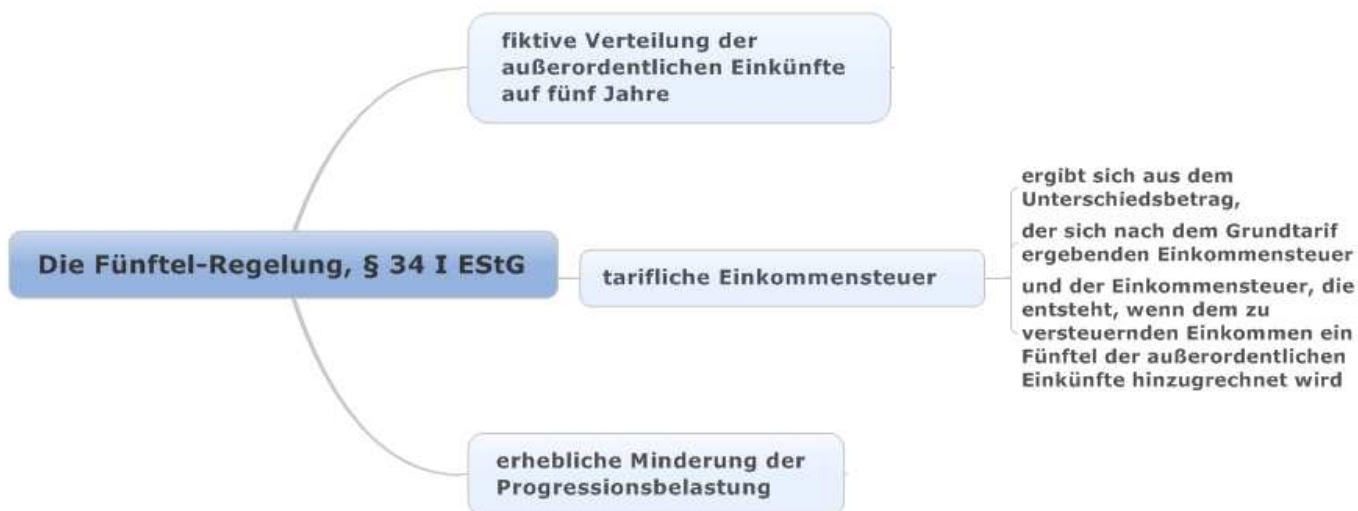 fiktive Verteilung der
außerordentlichen Einkünfte
auf fünf Jahre
Die Fünftel-Regelung, § 34 I EStG
tarifliche Einkommensteuer
ergibt sich aus dem
Unterschiedsbetrag,
der sich nach dem Grundtarif
ergebenden Einkommensteuer
und der Einkommensteuer, die
entsteht, wenn dem zu
versteuernden Einkommen ein
Fünftel der außerordentlichen
Einkünfte hinzugrechnet wird
erhebliche Minderung der
Progressionsbelastung